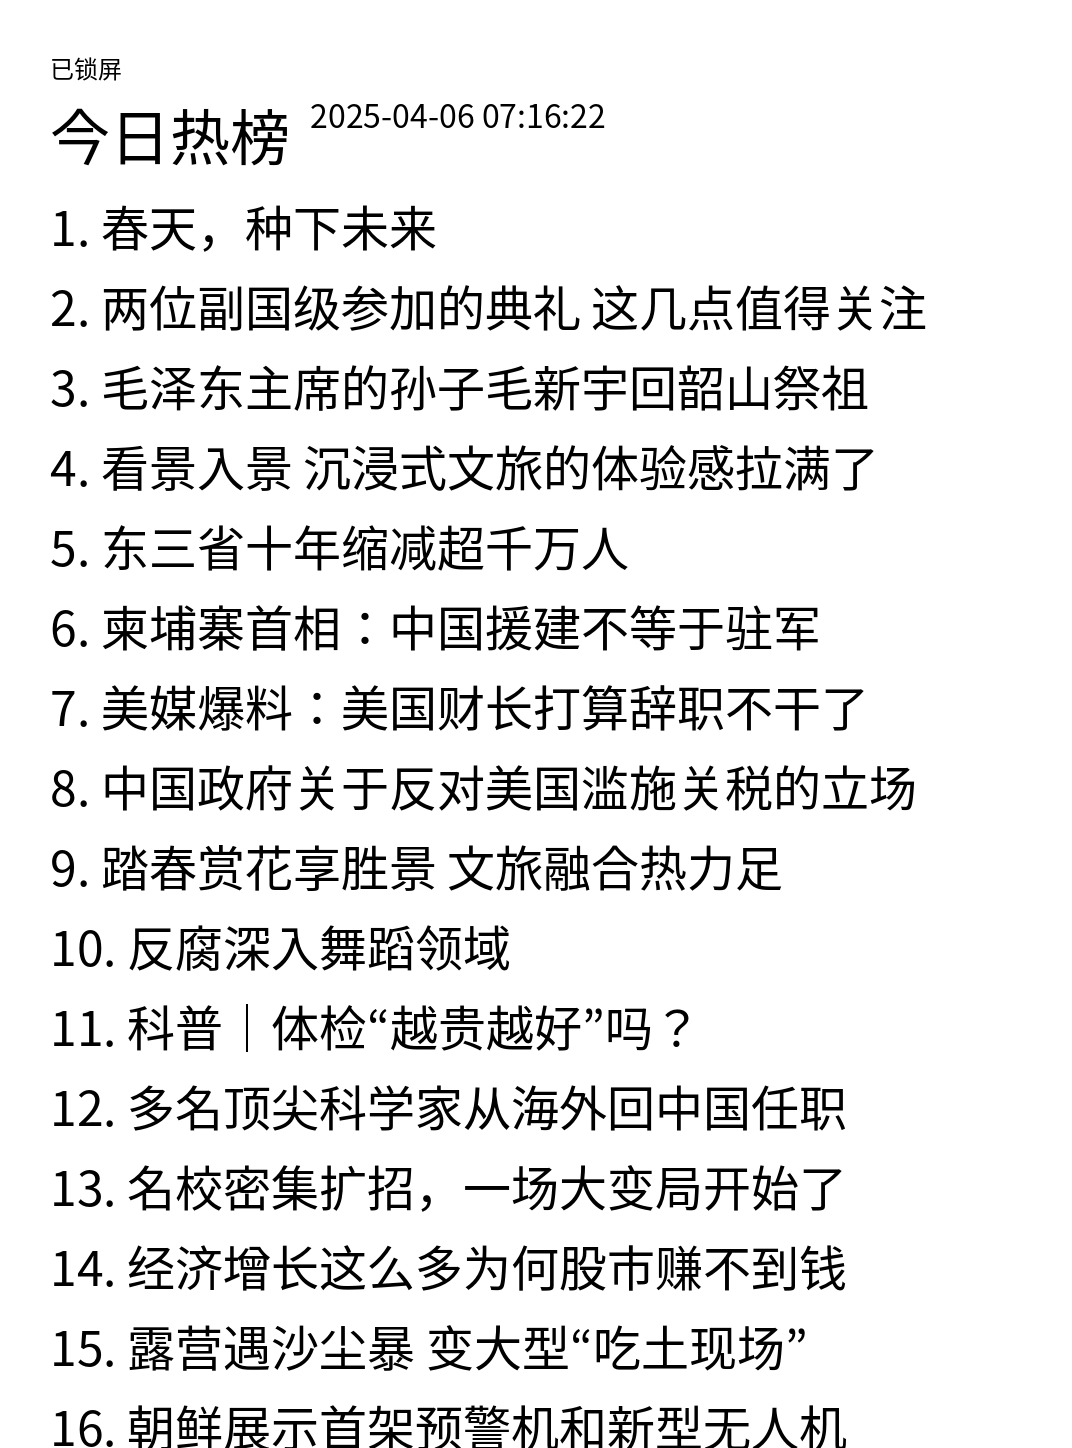 已锁屏
今日热榜 2025-04-06 07:16:22
1. 春天，种下未来
2. 两位副国级参加的典礼 这几点值得关注
3. 毛泽东主席的孙子毛新宇回韶山祭祖
4. 看景入景 沉浸式文旅的体验感拉满了
5. 东三省十年缩减超千万人
6. 柬埔寨首相：中国援建不等于驻军
7. 美媒爆料：美国财长打算辞职不干了
8. 中国政府关于反对美国滥施关税的立场
9. 踏春赏花享胜景 文旅融合热力足
10. 反腐深入舞蹈领域
11. 科普｜体检“越贵越好”吗？
12. 多名顶尖科学家从海外回中国任职
13. 名校密集扩招，一场大变局开始了
14. 经济增长这么多为何股市赚不到钱
15. 露营遇沙尘暴 变大型“吃土现场”
16. 朝鲜展示首架预警机和新型无人机